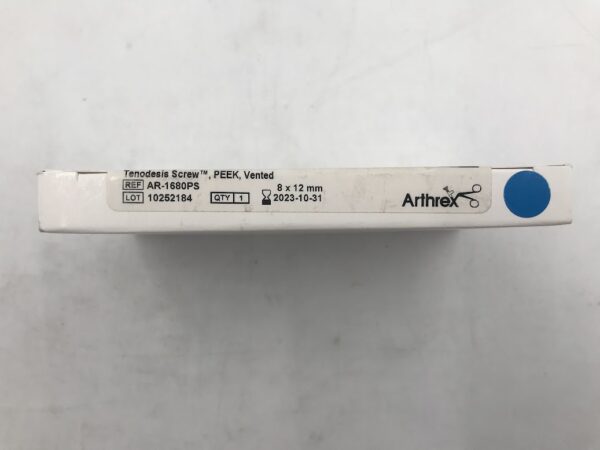 Tenodesis Screw™, PEEK, Vented
REF AR-1680PS 8 x 12 mm
LOT 10252184 QTY 1 2023-10-31
Arthrex